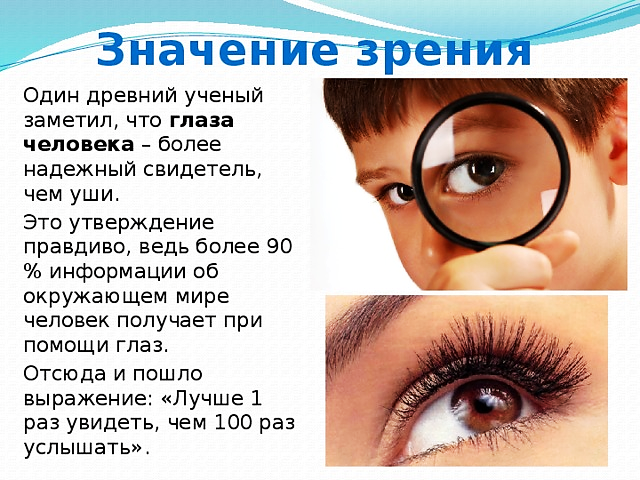 Значение зрения
Один древний ученый
заметил, что глаза
человека – более
надежный свидетель,
чем уши.
Это утверждение
правдиво, ведь более 90
% информации об
окружающем мире
человек получает при
помощи глаз.
Отсюда и пошло
выражение: «Лучше 1
раз увидеть, чем 100 раз
услышать».